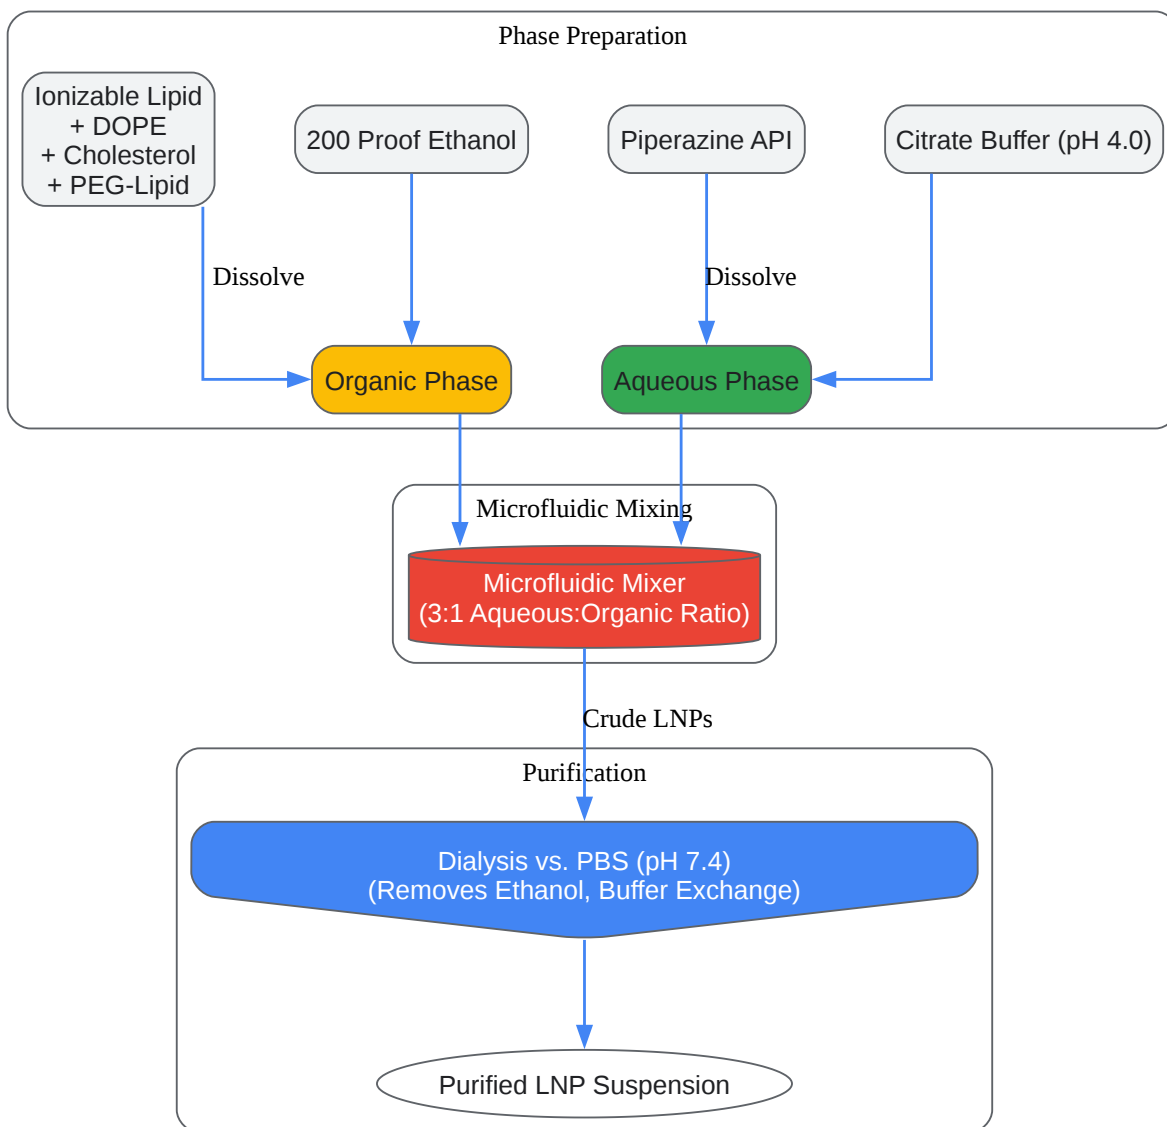 Phase Preparation
Ionizable Lipid
+ DOPE
+ Cholesterol
+ PEG-Lipid
200 Proof Ethanol
Piperazine API
Citrate Buffer (pH 4.0)
Dissolve
Dissolve
Organic Phase
Aqueous Phase
Microfluidic Mixing
Microfluidic Mixer
(3:1 Aqueous:Organic Ratio)
Crude LNPs
Purification
Dialysis vs. PBS (pH 7.4)
(Removes Ethanol, Buffer Exchange)
Purified LNP Suspension